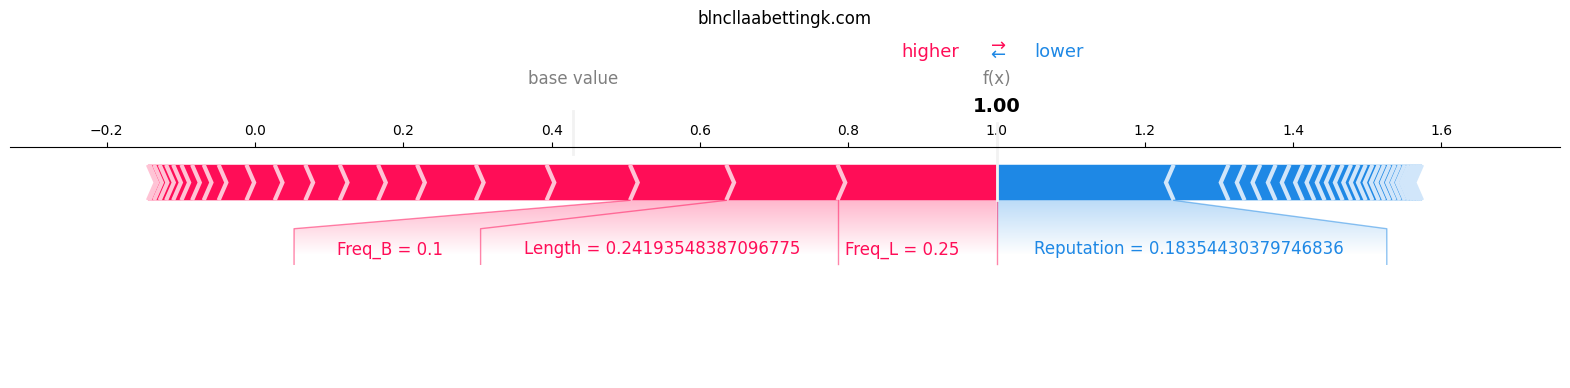 blncllaabettingk.com
higher ⇄ lower
base value f(x)
1.00
−0.2 0.0 0.2 0.4 0.6 0.8 1.0 1.2 1.4 1.6
Freq_B = 0.1 Length = 0.24193548387096775 Freq_L = 0.25 Reputation = 0.18354430379746836